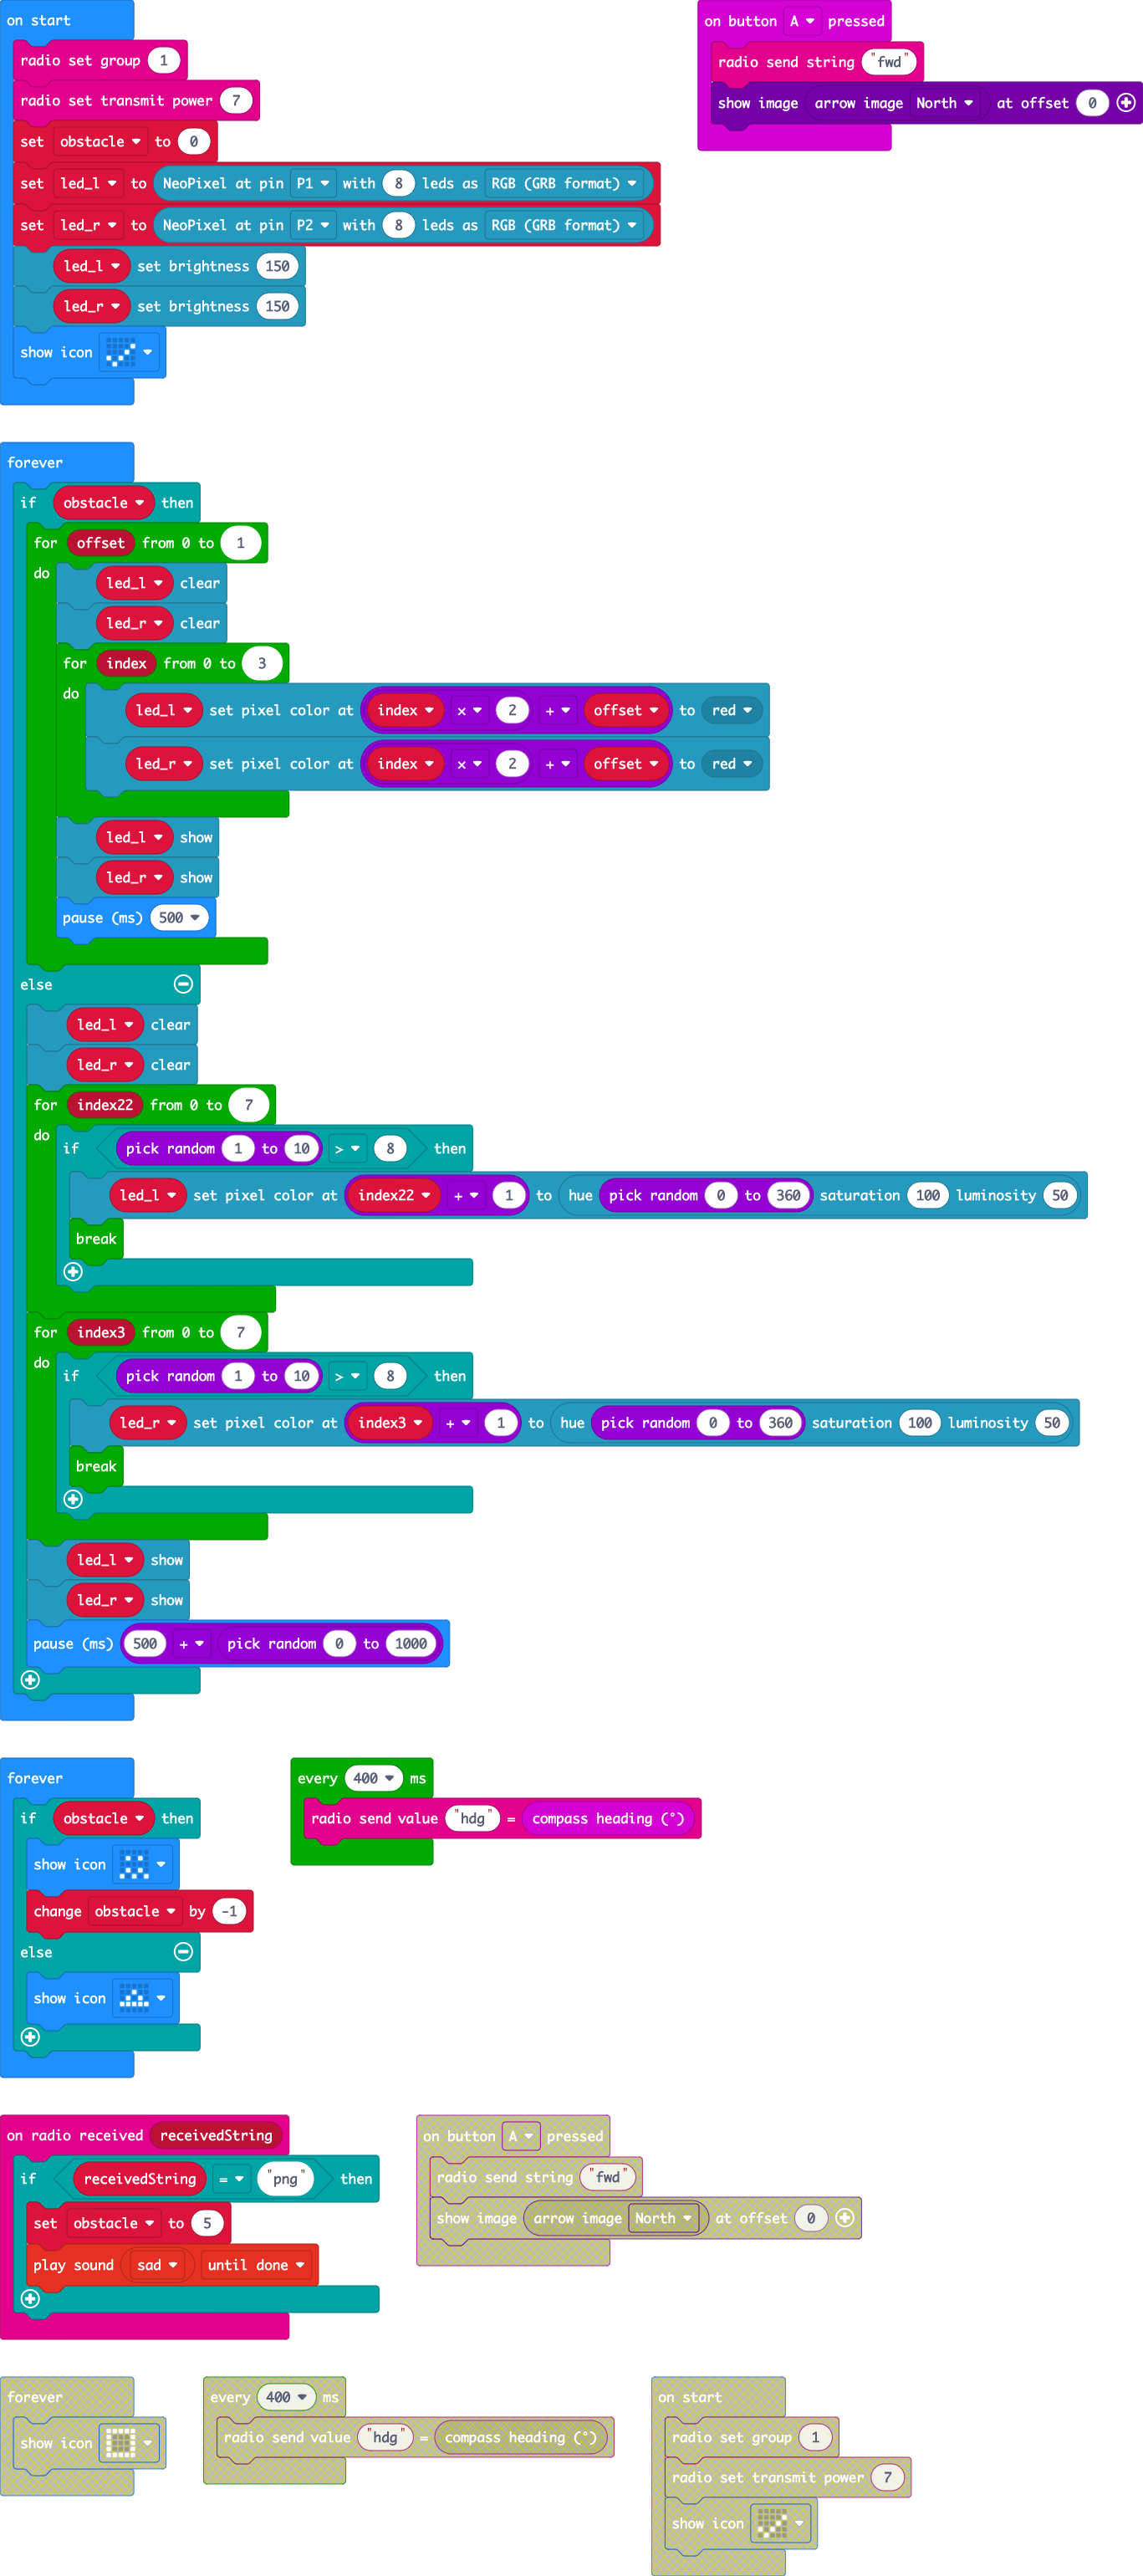 on start
radio set group 1
radio set transmit power 7
set obstacle to 0
set led_l to NeoPixel at pin P1 with 8 leds as RGB (GRB format)
set led_r to NeoPixel at pin P2 with 8 leds as RGB (GRB format)
led_l set brightness 150
led_r set brightness 150
show icon
on button A pressed
radio send string "fwd"
show image arrow image North at offset 0
forever
if obstacle then
for offset from 0 to 1
do
led_l clear
led_r clear
for index from 0 to 3
do
led_l set pixel color at index × 2 + offset to red
led_r set pixel color at index × 2 + offset to red
led_l show
led_r show
pause (ms) 500
else
led_l clear
led_r clear
for index22 from 0 to 7
do
if pick random 1 to 10 > 8 then
led_l set pixel color at index22 + 1 to hue pick random 0 to 360 saturation 100 luminosity 50
break
for index3 from 0 to 7
do
if pick random 1 to 10 > 8 then
led_r set pixel color at index3 + 1 to hue pick random 0 to 360 saturation 100 luminosity 50
break
led_l show
led_r show
pause (ms) 500 + pick random 0 to 1000
forever
if obstacle then
show icon
change obstacle by -1
else
show icon
every 400 ms
radio send value "hdg" = compass heading (°)
on radio received receivedString
if receivedString = "png" then
set obstacle to 5
play sound sad until done
on button A pressed
radio send string "fwd"
show image arrow image North at offset 0
forever
show icon
every 400 ms
radio send value "hdg" = compass heading (°)
on start
radio set group 1
radio set transmit power 7
show icon